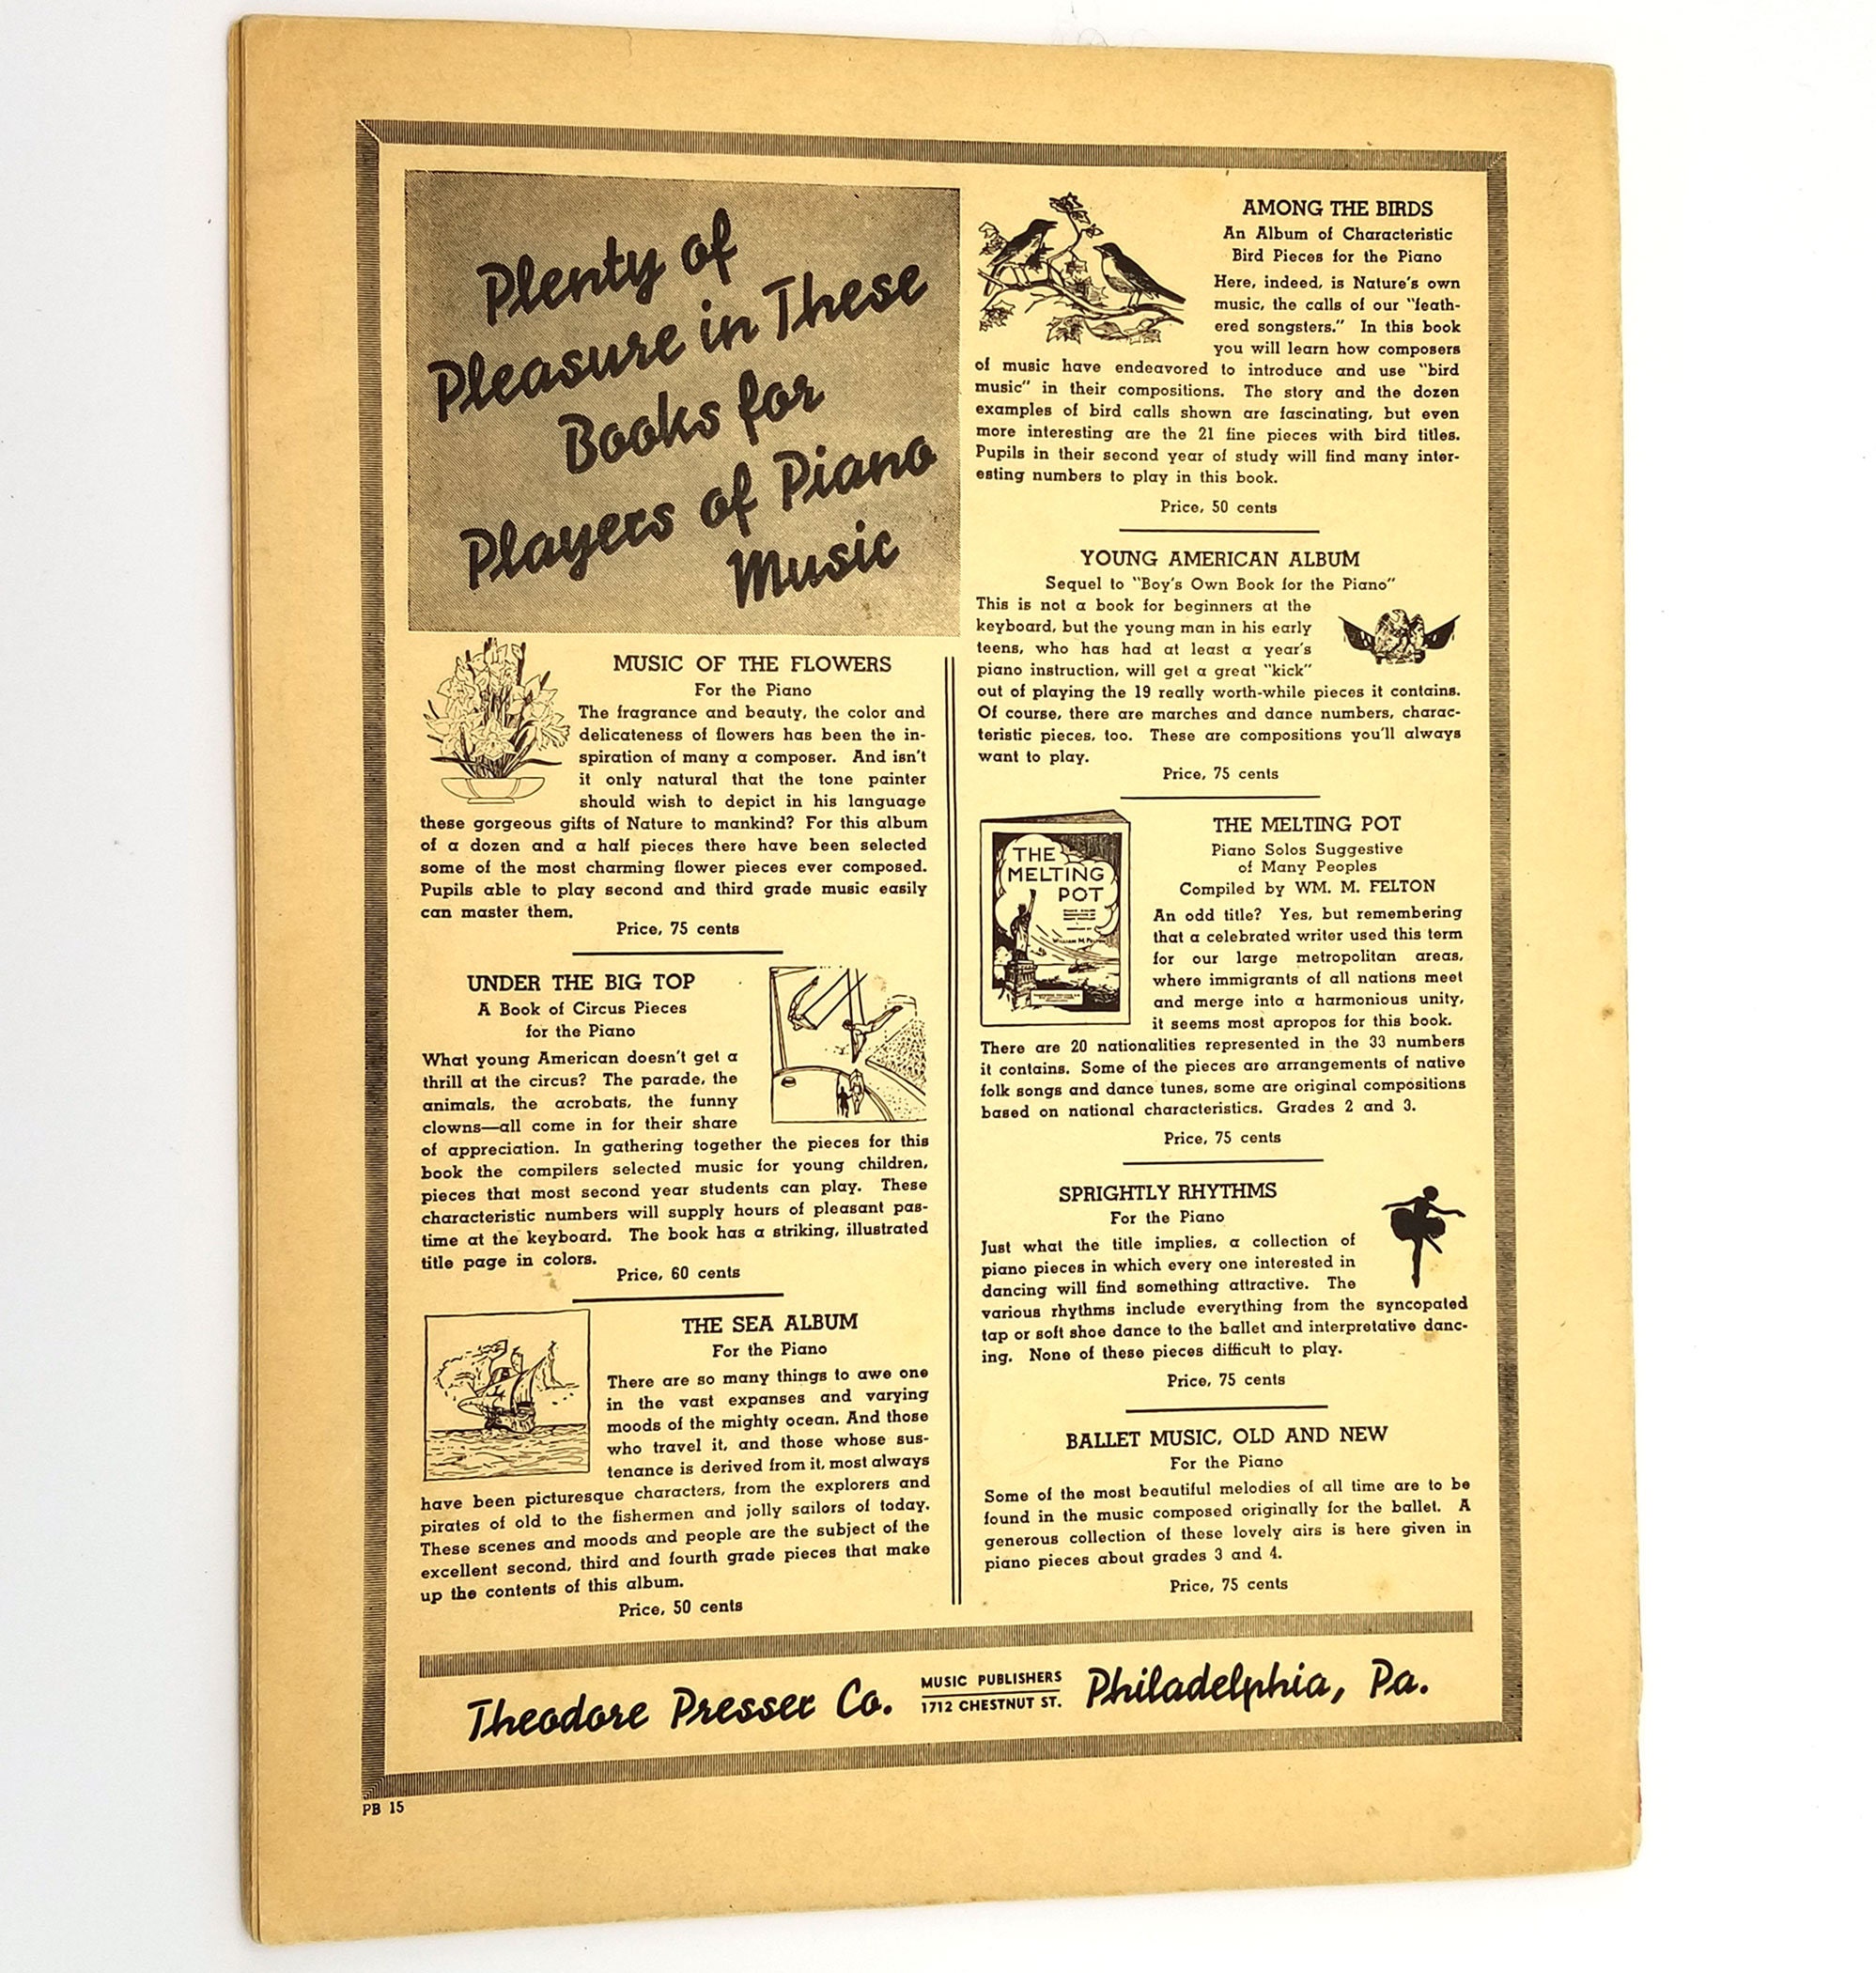 Plenty of
Pleasure in These
Books for
Players of Piano
Music
MUSIC OF THE FLOWERS
For the Piano
The fragrance and beauty, the color and
delicateness of flowers has been the in-
spiration of many a composer. And isn't
it only natural that the tone painter
should wish to depict in his language
these gorgeous gifts of Nature to mankind? For this album
of a dozen and a half pieces there have been selected
some of the most charming flower pieces ever composed.
Pupils able to play second and third grade music easily
can master them.
Price, 75 cents
UNDER THE BIG TOP
A Book of Circus Pieces
for the Piano
What young American doesn't get a
thrill at the circus? The parade, the
animals, the acrobats, the funny
clowns—all come in for their share
of appreciation. In gathering together the pieces for this
book the compilers selected music for young children,
pieces that most second year students can play. These
characteristic numbers will supply hours of pleasant pas-
time at the keyboard. The book has a striking, illustrated
title page in colors.
Price, 60 cents
THE SEA ALBUM
For the Piano
There are so many things to awe one
in the vast expanses and varying
moods of the mighty ocean. And those
who travel it, and those whose sus-
tenance is derived from it, most always
have been picturesque characters, from the explorers and
pirates of old to the fishermen and jolly sailors of today.
These scenes and moods and people are the subject of the
excellent second, third and fourth grade pieces that make
up the contents of this album.
Price, 50 cents
AMONG THE BIRDS
An Album of Characteristic
Bird Pieces for the Piano
Here, indeed, is Nature's own
music, the calls of our "feath-
ered songsters." In this book
you will learn how composers
of music have endeavored to introduce and use "bird
music" in their compositions. The story and the dozen
examples of bird calls shown are fascinating, but even
more interesting are the 21 fine pieces with bird titles.
Pupils in their second year of study will find many inter-
esting numbers to play in this book.
Price, 50 cents
YOUNG AMERICAN ALBUM
Sequel to "Boy's Own Book for the Piano"
This is not a book for beginners at the
keyboard, but the young man in his early
teens, who has had at least a year's
piano instruction, will get a great "kick"
out of playing the 19 really worth-while pieces it contains.
Of course, there are marches and dance numbers, charac-
teristic pieces, too. These are compositions you'll always
want to play.
Price, 75 cents
THE
MELTING
POT
WILLIAM M. FELTON
THE MELTING POT
Piano Solos Suggestive
of Many Peoples
Compiled by WM. M. FELTON
An odd title? Yes, but remembering
that a celebrated writer used this term
for our large metropolitan areas,
where immigrants of all nations meet
and merge into a harmonious unity,
it seems most apropos for this book.
There are 20 nationalities represented in the 33 numbers
it contains. Some of the pieces are arrangements of native
folk songs and dance tunes, some are original compositions
based on national characteristics. Grades 2 and 3.
Price, 75 cents
SPRIGHTLY RHYTHMS
For the Piano
Just what the title implies, a collection of
piano pieces in which every one interested in
dancing will find something attractive. The
various rhythms include everything from the syncopated
tap or soft shoe dance to the ballet and interpretative danc-
ing. None of these pieces difficult to play.
Price, 75 cents
BALLET MUSIC, OLD AND NEW
For the Piano
Some of the most beautiful melodies of all time are to be
found in the music composed originally for the ballet. A
generous collection of these lovely airs is here given in
piano pieces about grades 3 and 4.
Price, 75 cents
Theodore Presser Co.
MUSIC PUBLISHERS
1712 CHESTNUT ST.
Philadelphia, Pa.
PB 15